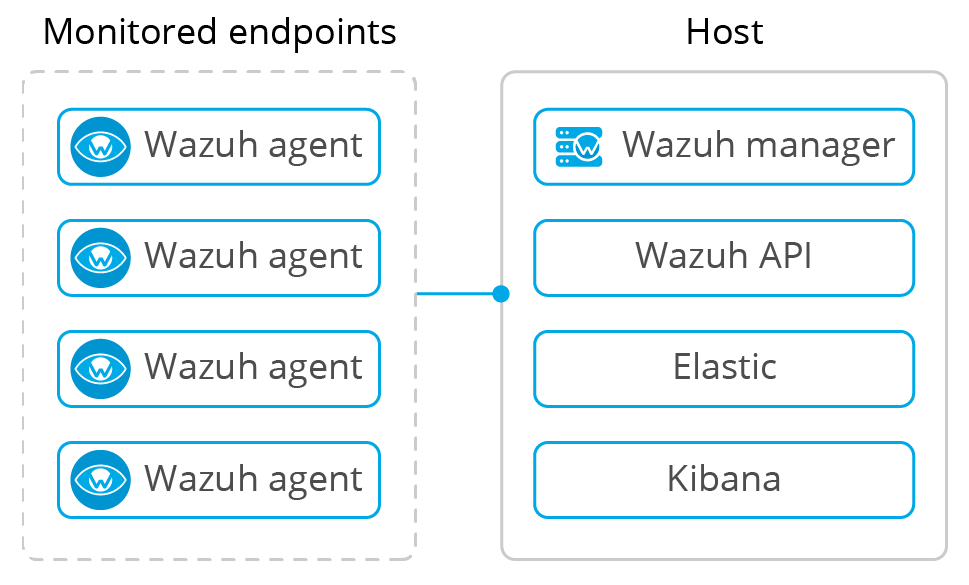 Monitored endpoints
Wazuh agent
Wazuh agent
Wazuh agent
Wazuh agent
Host
Wazuh manager
Wazuh API
Elastic
Kibana